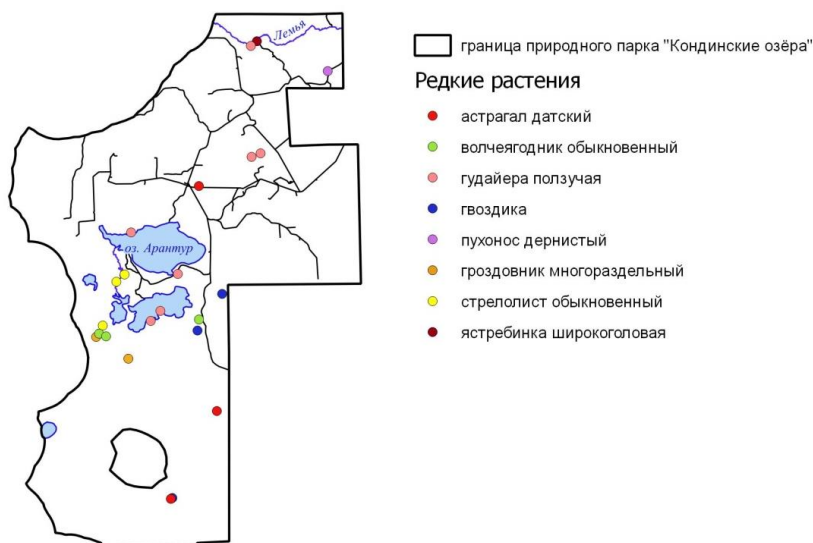 Лемья
оз. Арантур
граница природного парка "Кондинские озёра"
Редкие растения
астрагал датский
волчеягодник обыкновенный
гудайера ползучая
гвоздика
пухонос дернистый
гроздовник многораздельный
стрелолист обыкновенный
ястребинка широкоголовая